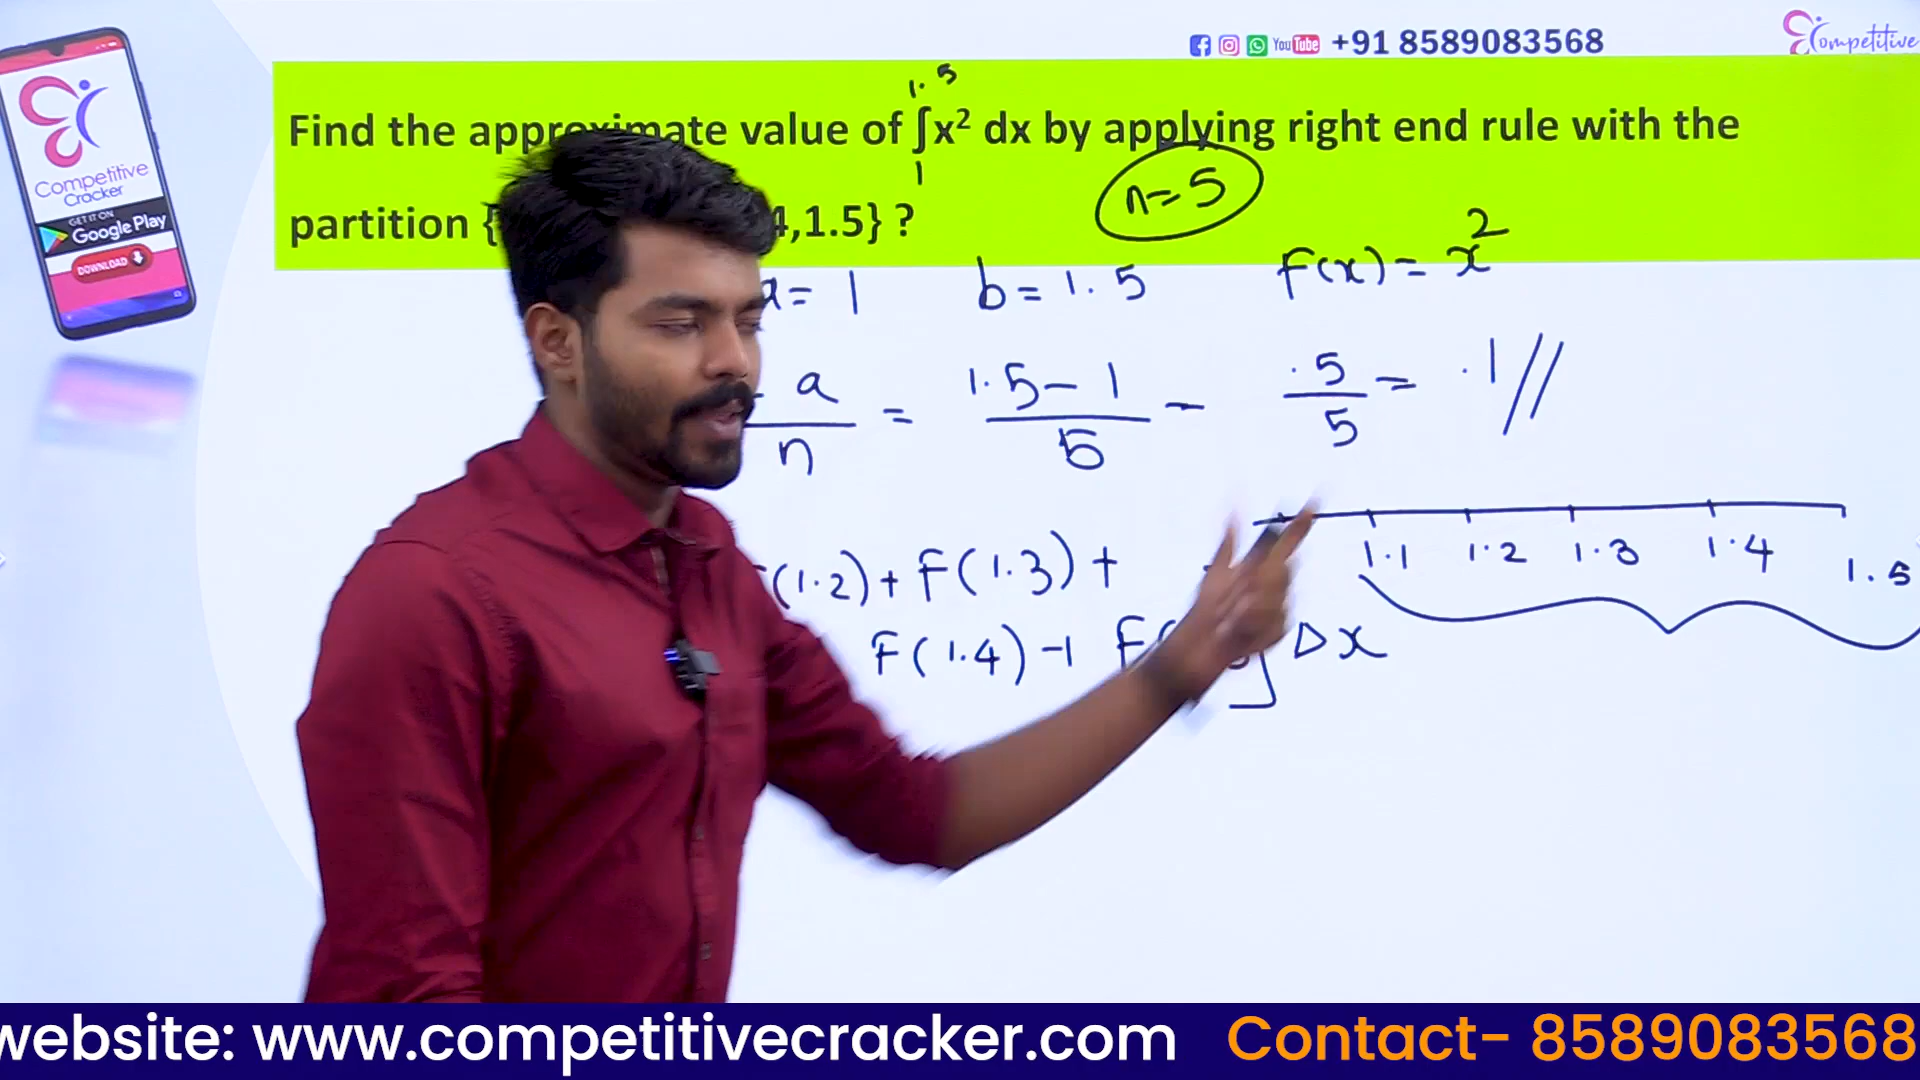 +91 8589083568
Competitive
You Tube
Competitive
Cracker
GET IT ON
Google Play
DOWNLOAD
1.5
Find the approximate value of ∫x² dx by applying right end rule with the
1
n=5
partition { 4,1.5} ?
a= 1 b= 1.5 F(x) = x²
- a = 1.5-1 - .5 = .1 //
n 5 5
1.1 1.2 1.3 1.4 1.5
(1.2)+ F(1.3)+
F(1.4)-1 F( ] Δx
website: www.competitivecracker.com Contact- 8589083568